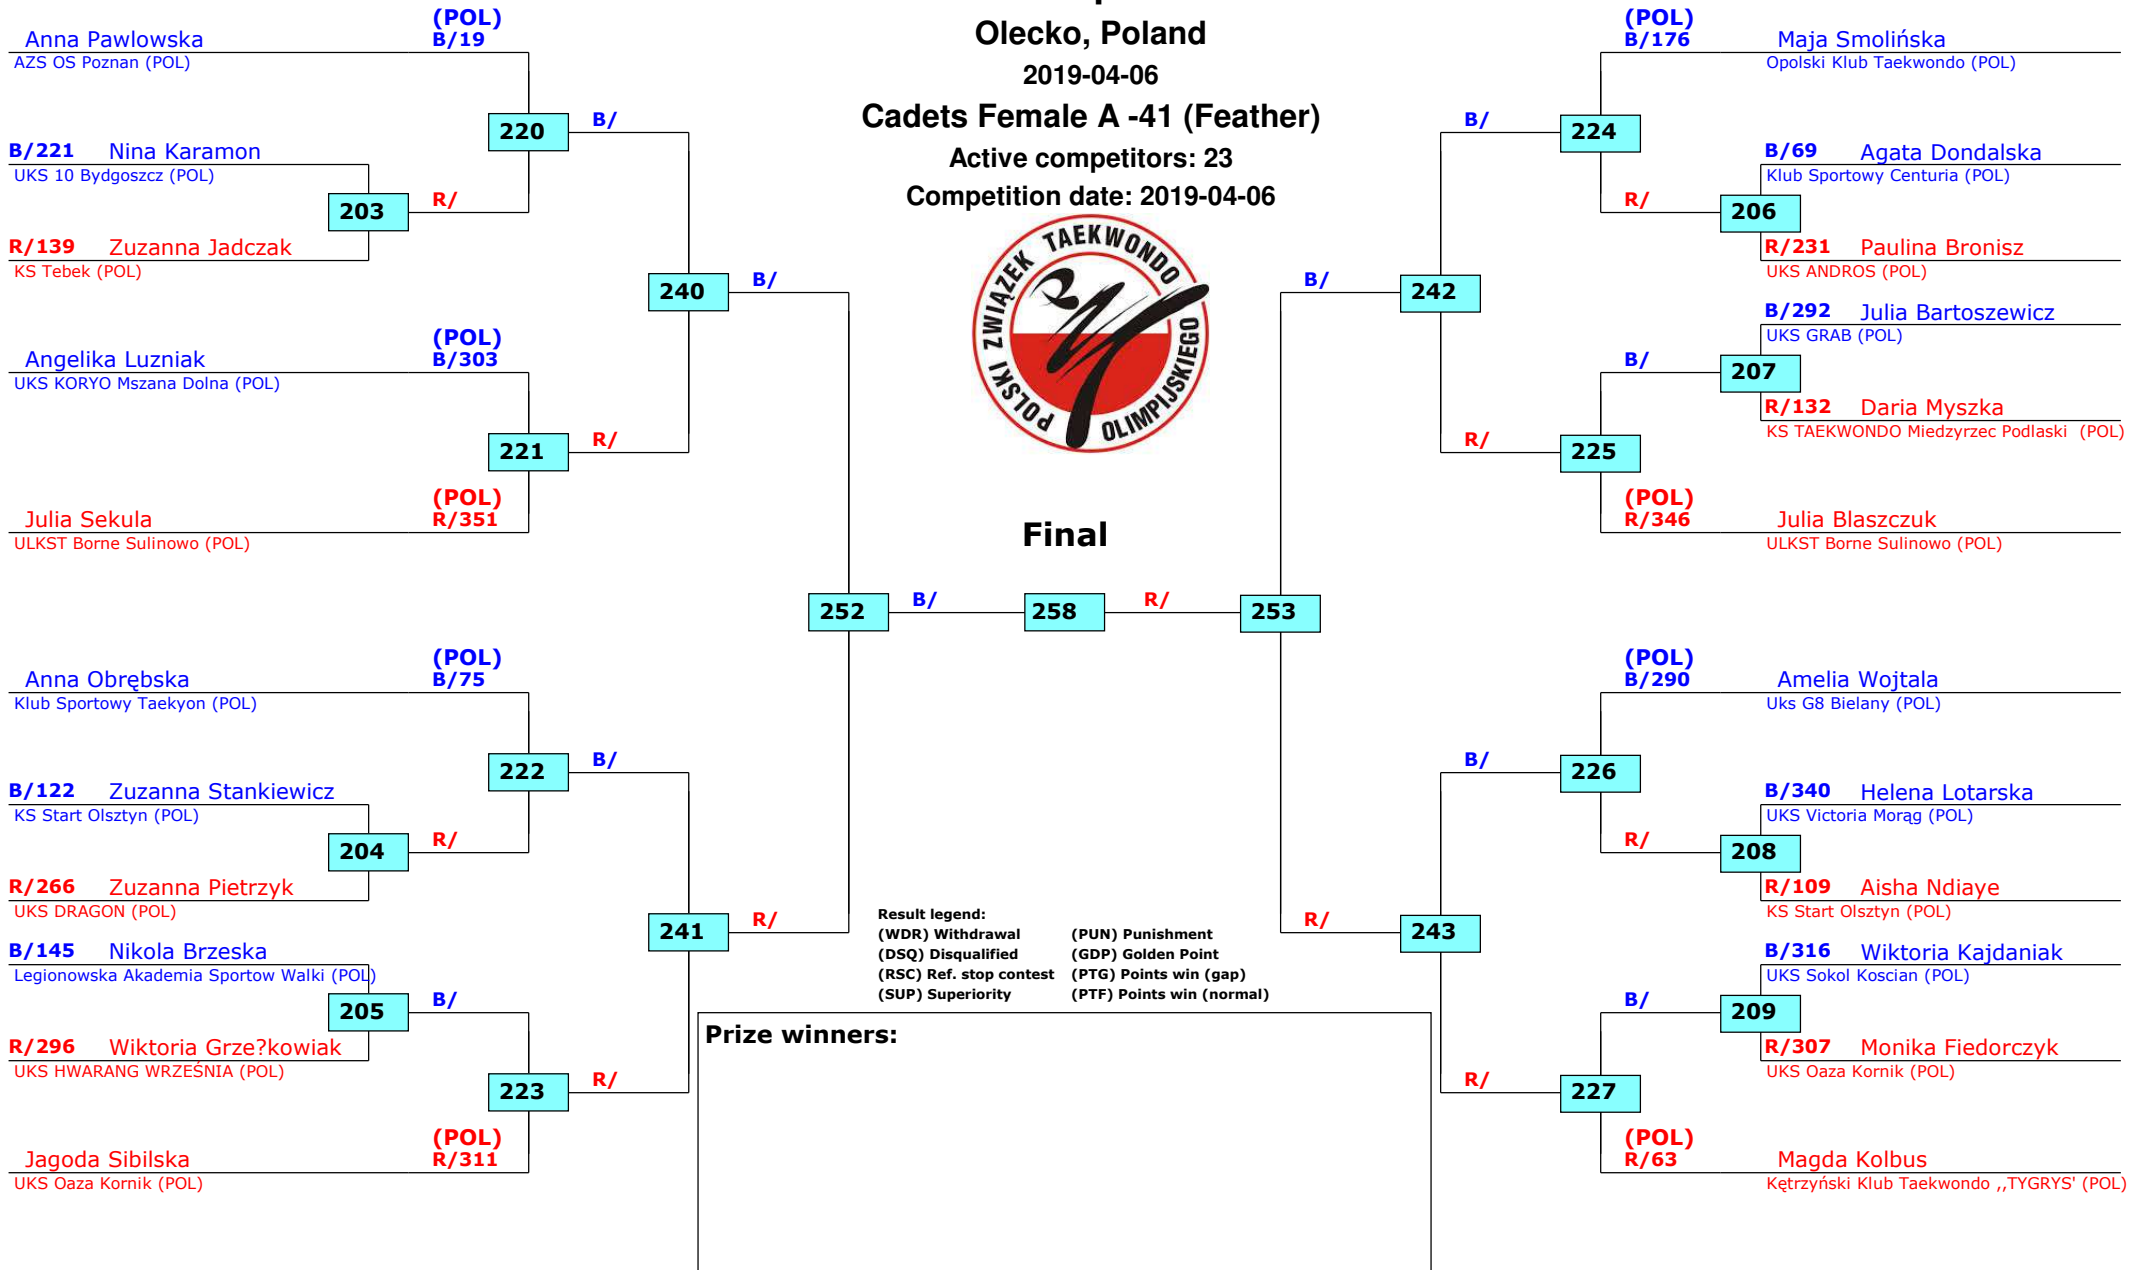 Olecko, Poland
2019-04-06
Cadets Female A -41 (Feather)
Active competitors: 23
Competition date: 2019-04-06
POLSKI ZWIĄZEK TAEKWONDO OLIMPIJSKIEGO
(POL)
Anna Pawlowska B/19
AZS OS Poznan (POL)
220 B/
B/221 Nina Karamon
UKS 10 Bydgoszcz (POL)
203 R/
R/139 Zuzanna Jadczak
KS Tebek (POL)
240 B/
(POL)
Angelika Luzniak B/303
UKS KORYO Mszana Dolna (POL)
221 R/
(POL)
Julia Sekula R/351
ULKST Borne Sulinowo (POL)
(POL)
Anna Obrębska B/75
Klub Sportowy Taekyon (POL)
222 B/
B/122 Zuzanna Stankiewicz
KS Start Olsztyn (POL)
204 R/
R/266 Zuzanna Pietrzyk
UKS DRAGON (POL)
241 R/
B/145 Nikola Brzeska
Legionowska Akademia Sportow Walki (POL)
205 B/
R/296 Wiktoria Grze?kowiak
UKS HWARANG WRZEŚNIA (POL)
223 R/
(POL)
Jagoda Sibilska R/311
UKS Oaza Kornik (POL)
Final
252 B/ 258 R/ 253
(POL)
B/176 Maja Smolińska
Opolski Klub Taekwondo (POL)
B/ 224
B/69 Agata Dondalska
Klub Sportowy Centuria (POL)
R/ 206
R/231 Paulina Bronisz
UKS ANDROS (POL)
B/ 242
B/292 Julia Bartoszewicz
UKS GRAB (POL)
B/ 207
R/132 Daria Myszka
KS TAEKWONDO Miedzyrzec Podlaski (POL)
R/ 225
(POL)
R/346 Julia Blaszczuk
ULKST Borne Sulinowo (POL)
(POL)
B/290 Amelia Wojtala
Uks G8 Bielany (POL)
B/ 226
B/340 Helena Lotarska
UKS Victoria Morąg (POL)
R/ 208
R/109 Aisha Ndiaye
KS Start Olsztyn (POL)
R/ 243
B/316 Wiktoria Kajdaniak
UKS Sokol Koscian (POL)
B/ 209
R/307 Monika Fiedorczyk
UKS Oaza Kornik (POL)
R/ 227
(POL)
R/63 Magda Kolbus
Kętrzyński Klub Taekwondo ,,TYGRYS' (POL)
Result legend:
(WDR) Withdrawal (PUN) Punishment
(DSQ) Disqualified (GDP) Golden Point
(RSC) Ref. stop contest (PTG) Points win (gap)
(SUP) Superiority (PTF) Points win (normal)
Prize winners: